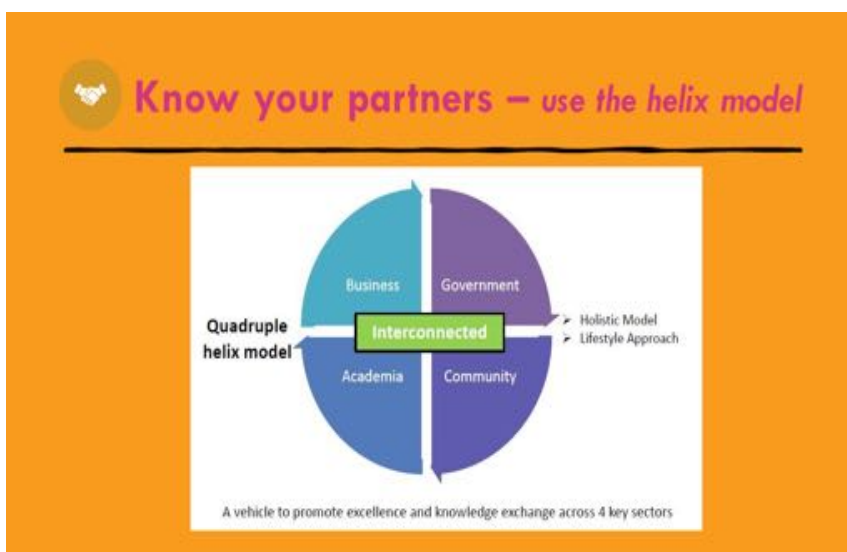 Know your partners – use the helix model
Business
Government
Quadruple
helix model
Interconnected
➢ Holistic Model
➢ Lifestyle Approach
Academia
Community
A vehicle to promote excellence and knowledge exchange across 4 key sectors